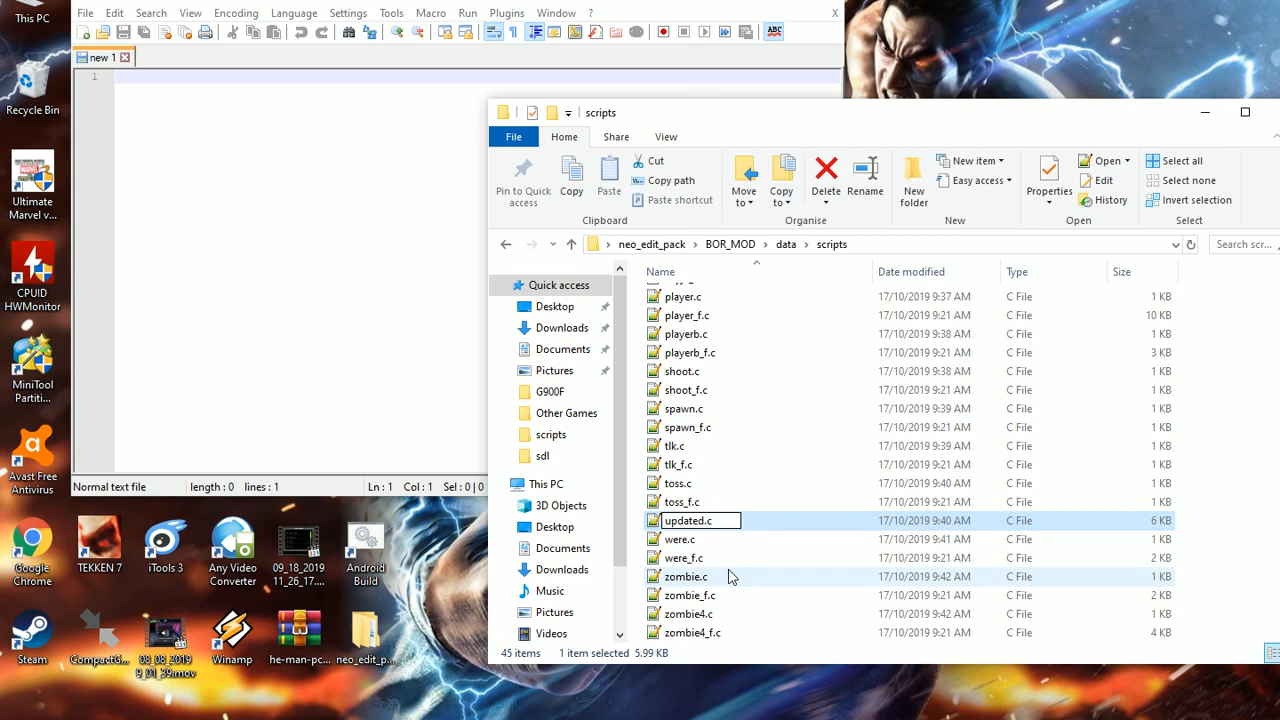 This PC
File Edit Search View Encoding Language Settings Tools Macro Run Plugins Window ? X
new 1
1
Recycle Bin
Ultimate
Marvel v...
CPUID
HWMonitor
MiniTool
Partiti...
Avast Free
Antivirus
Google
Chrome
Steam
Normal text file length : 0 lines : 1 Ln : 1 Col : 1 Sel : 0 | 0
TEKKEN 7
iTools 3
Any Video
Converter
09_18_2019
11_26_17....
Android
Build
CompactG...
08_08_2019
9_01_39.mov
Winamp
he-man-pc...
neo_edit_p...
scripts
File Home Share View
Pin to Quick
access
Copy
Paste
Cut
Copy path
Paste shortcut
Clipboard
Move
to
Copy
to
Delete
Rename
Organise
New
folder
New item
Easy access
New
Properties
Open
Edit
History
Open
Select all
Select none
Invert selection
Select
neo_edit_pack > BOR_MOD > data > scripts
Search scr...
Quick access
Desktop
Downloads
Documents
Pictures
G900F
Other Games
scripts
sdl
This PC
3D Objects
Desktop
Documents
Downloads
Music
Pictures
Videos
Name Date modified Type Size
player.c 17/10/2019 9:37 AM C File 1 KB
player_f.c 17/10/2019 9:21 AM C File 10 KB
playerb.c 17/10/2019 9:38 AM C File 1 KB
playerb_f.c 17/10/2019 9:21 AM C File 3 KB
shoot.c 17/10/2019 9:38 AM C File 1 KB
shoot_f.c 17/10/2019 9:21 AM C File 1 KB
spawn.c 17/10/2019 9:39 AM C File 1 KB
spawn_f.c 17/10/2019 9:21 AM C File 1 KB
tlk.c 17/10/2019 9:39 AM C File 1 KB
tlk_f.c 17/10/2019 9:21 AM C File 1 KB
toss.c 17/10/2019 9:40 AM C File 1 KB
toss_f.c 17/10/2019 9:21 AM C File 1 KB
updated.c 17/10/2019 9:40 AM C File 6 KB
were.c 17/10/2019 9:41 AM C File 1 KB
were_f.c 17/10/2019 9:21 AM C File 2 KB
zombie.c 17/10/2019 9:42 AM C File 1 KB
zombie_f.c 17/10/2019 9:21 AM C File 2 KB
zombie4.c 17/10/2019 9:42 AM C File 1 KB
zombie4_f.c 17/10/2019 9:21 AM C File 4 KB
45 items 1 item selected 5.99 KB